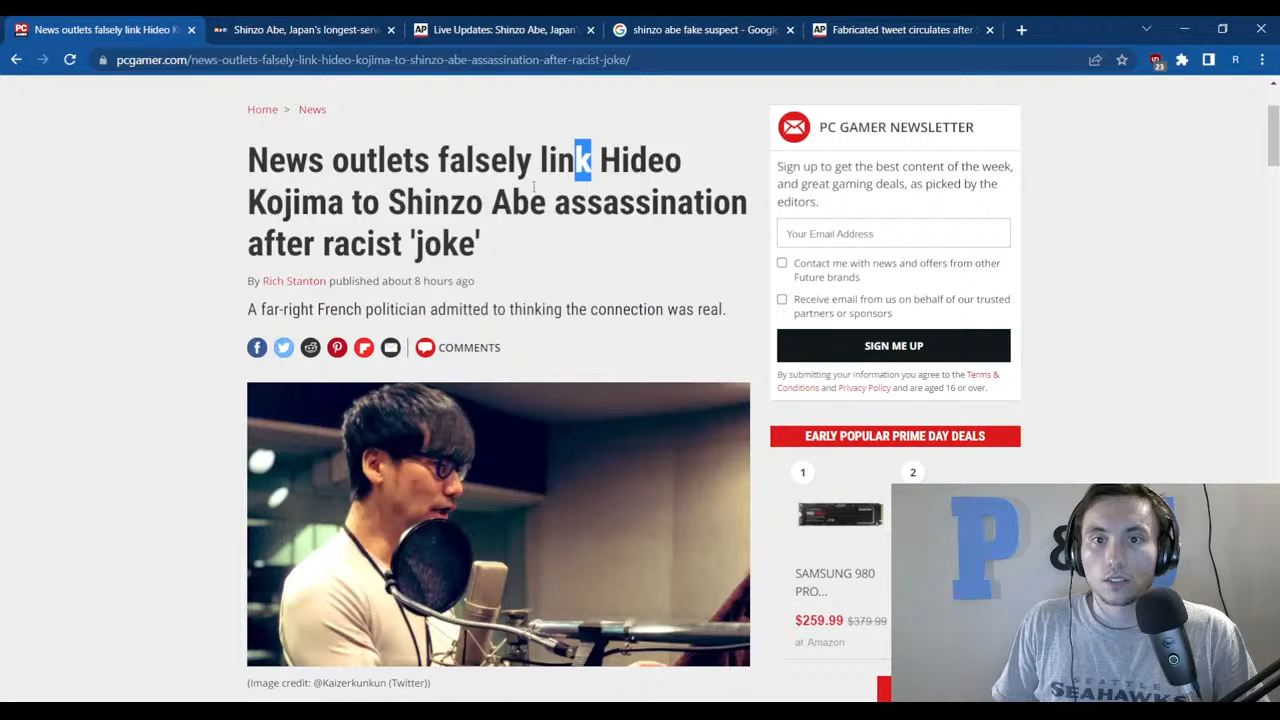 News outlets falsely link Hideo K
Shinzo Abe, Japan's longest-serv
Live Updates: Shinzo Abe, Japan'
shinzo abe fake suspect - Google
Fabricated tweet circulates after S
pcgamer.com/news-outlets-falsely-link-hideo-kojima-to-shinzo-abe-assassination-after-racist-joke/
23
R
Home > News
News outlets falsely link Hideo
Kojima to Shinzo Abe assassination
after racist 'joke'
By Rich Stanton published about 8 hours ago
A far-right French politician admitted to thinking the connection was real.
COMMENTS
(Image credit: @Kaizerkunkun (Twitter))
PC GAMER NEWSLETTER
Sign up to get the best content of the week,
and great gaming deals, as picked by the
editors.
Your Email Address
Contact me with news and offers from other
Future brands
Receive email from us on behalf of our trusted
partners or sponsors
SIGN ME UP
By submitting your information you agree to the Terms &
Conditions and Privacy Policy and are aged 16 or over.
EARLY POPULAR PRIME DAY DEALS
1
2
SAMSUNG 980
PRO...
$259.99 $379.99
at Amazon
P &
SEATTLE
SEAHAWKS